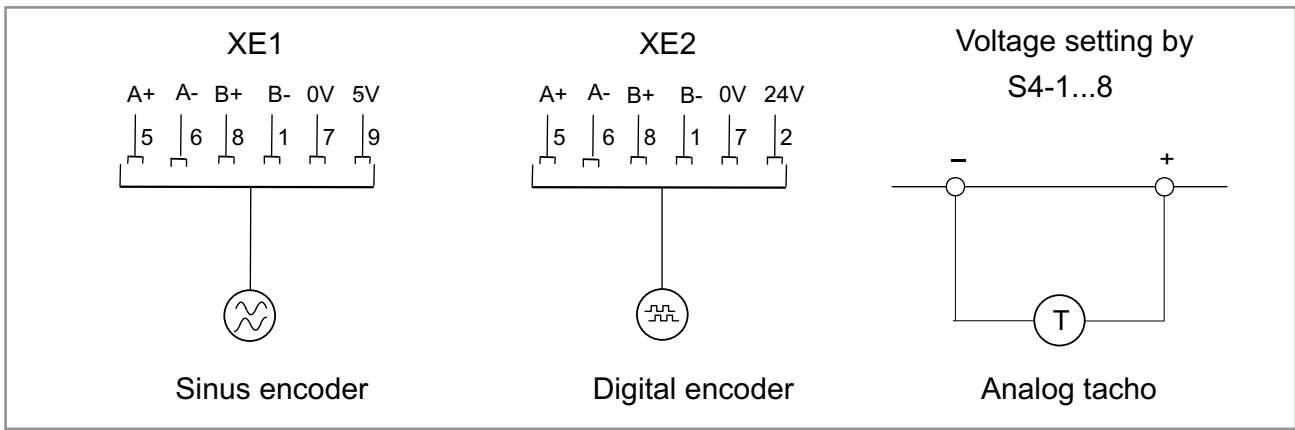 XE1
A+ A- B+ B- 0V 5V
5 6 8 1 7 9
Sinus encoder
XE2
A+ A- B+ B- 0V 24V
5 6 8 1 7 2
Digital encoder
Voltage setting by
S4-1...8
– +
T
Analog tacho